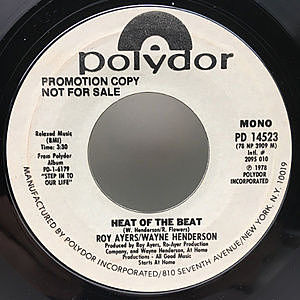 polydor
PROMOTION COPY
NOT FOR SALE
MONO
PD 14523
(78 NP 3909 M)
Intl. #
2095 010
Ⓟ 1978
POLYDOR
INCORPORATED
Relaxed Music
(BMI)
Time: 3:30
From Polydor
Album
PD-1-6179
"STEP IN TO
OUR LIFE"
HEAT OF THE BEAT
(W. Henderson/R. Flowers)
ROY AYERS/WAYNE HENDERSON
Produced by Roy Ayers, Ro-Ayer Production
Company, and Wayne Henderson, At Home
Productions - All Good Music
Starts At Home
MANUFACTURED BY POLYDOR INCORPORATED/810 SEVENTH AVENUE/NEW YORK, N.Y. 10019